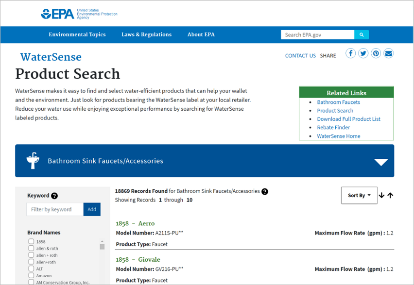 EPA United States
Environmental Protection
Agency
Environmental Topics Laws & Regulations About EPA Search EPA.gov
CONTACT US SHARE
WaterSense
Product Search
WaterSense makes it easy to find and select water-efficient products that can help your wallet
and the environment. Just look for products bearing the WaterSense label at your local retailer.
Reduce your water use while enjoying exceptional performance by searching for WaterSense
labeled products.
Related Links
Bathroom Faucets
Product Search
Download Full Product List
Rebate Finder
WaterSense Home
Bathroom Sink Faucets/Accessories
Keyword
Filter by keyword Add
Brand Names
1858
allen & roth
allen + roth
allen+roth
Amazon
AM Conservation Group, Inc.
18869 Records Found for Bathroom Sink Faucets/Accessories
Showing Records 1 through 10
Sort By
1858 - Aero
Model Number: A211S-PU** Maximum Flow Rate (gpm) : 1.2
Product Type: Faucet
1858 - Giovale
Model Number: GV216-PU** Maximum Flow Rate (gpm) : 1.2
Product Type: Faucet